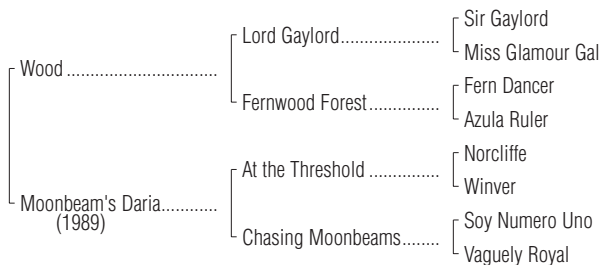 Sir Gaylord
Lord Gaylord
Miss Glamour Gal
Wood
Fern Dancer
Fernwood Forest
Azula Ruler
Norcliffe
At the Threshold
Winver
Moonbeam's Daria
(1989)
Soy Numero Uno
Chasing Moonbeams
Vaguely Royal